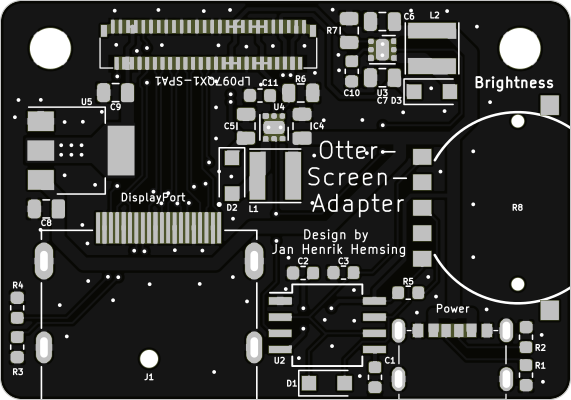 R7
C6
L2
LP097QX1-SPA1
C10
U3
C7
D3
Brightness
C11
R6
U5
C9
U4
C5
C4
Otter-
Screen-
Adapter
DisplayPort
D2
L1
R8
C8
Design by
Jan Henrik Hemsing
C2
C3
R4
R5
Power
R3
J1
U2
C1
R2
R1
D1